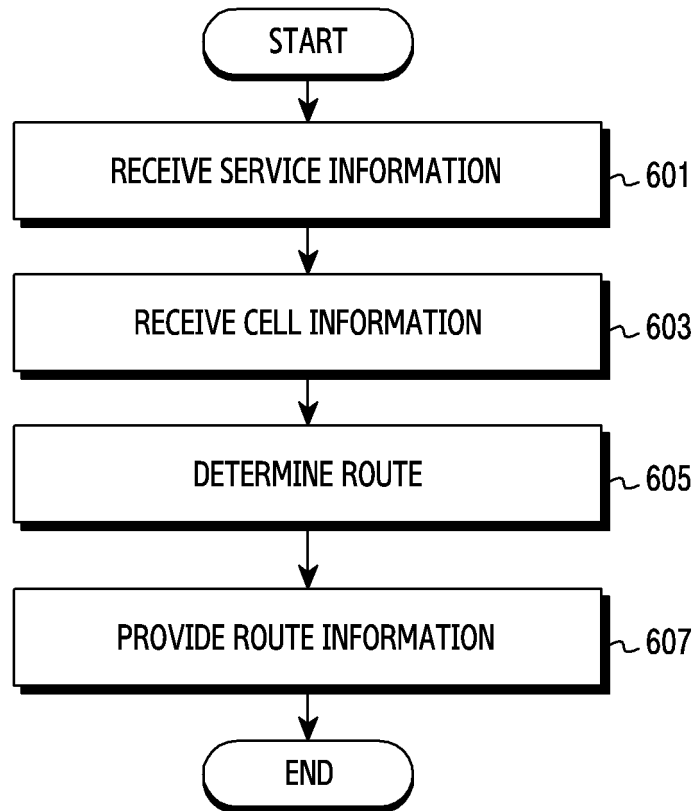 START
RECEIVE SERVICE INFORMATION
601
RECEIVE CELL INFORMATION
603
DETERMINE ROUTE
605
PROVIDE ROUTE INFORMATION
607
END